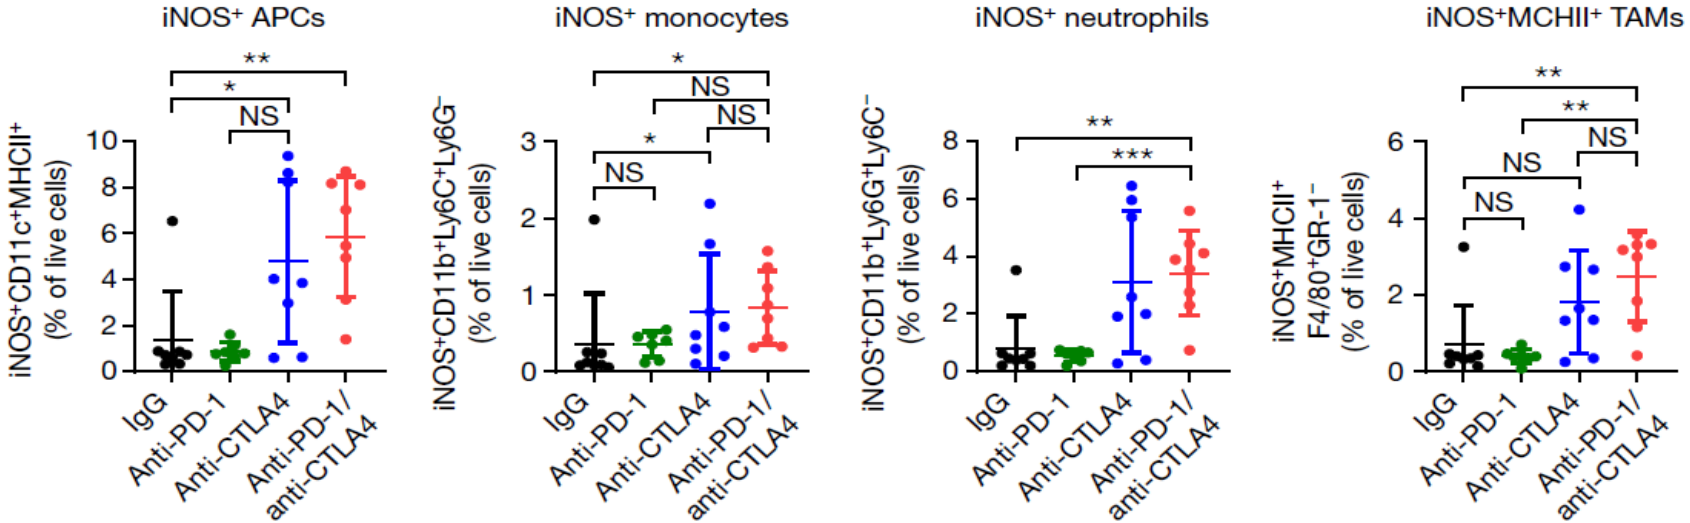 iNOS⁺ APCs
**
*
NS
iNOS⁺CD11c⁺MHCII⁺
(% of live cells)
10
8
6
4
2
0
IgG
Anti-PD-1
Anti-CTLA4
Anti-PD-1/
anti-CTLA4
iNOS⁺ monocytes
*
NS
NS
*
NS
iNOS⁺CD11b⁺Ly6C⁺Ly6G⁻
(% of live cells)
3
2
1
0
IgG
Anti-PD-1
Anti-CTLA4
Anti-PD-1/
anti-CTLA4
iNOS⁺ neutrophils
**
***
iNOS⁺CD11b⁺Ly6G⁺Ly6C⁻
(% of live cells)
8
6
4
2
0
IgG
Anti-PD-1
Anti-CTLA4
Anti-PD-1/
anti-CTLA4
iNOS⁺MCHII⁺ TAMs
**
**
NS
NS
NS
iNOS⁺MHCII⁺
F4/80⁺GR-1⁻
(% of live cells)
6
4
2
0
IgG
Anti-PD-1
Anti-CTLA4
Anti-PD-1/
anti-CTLA4